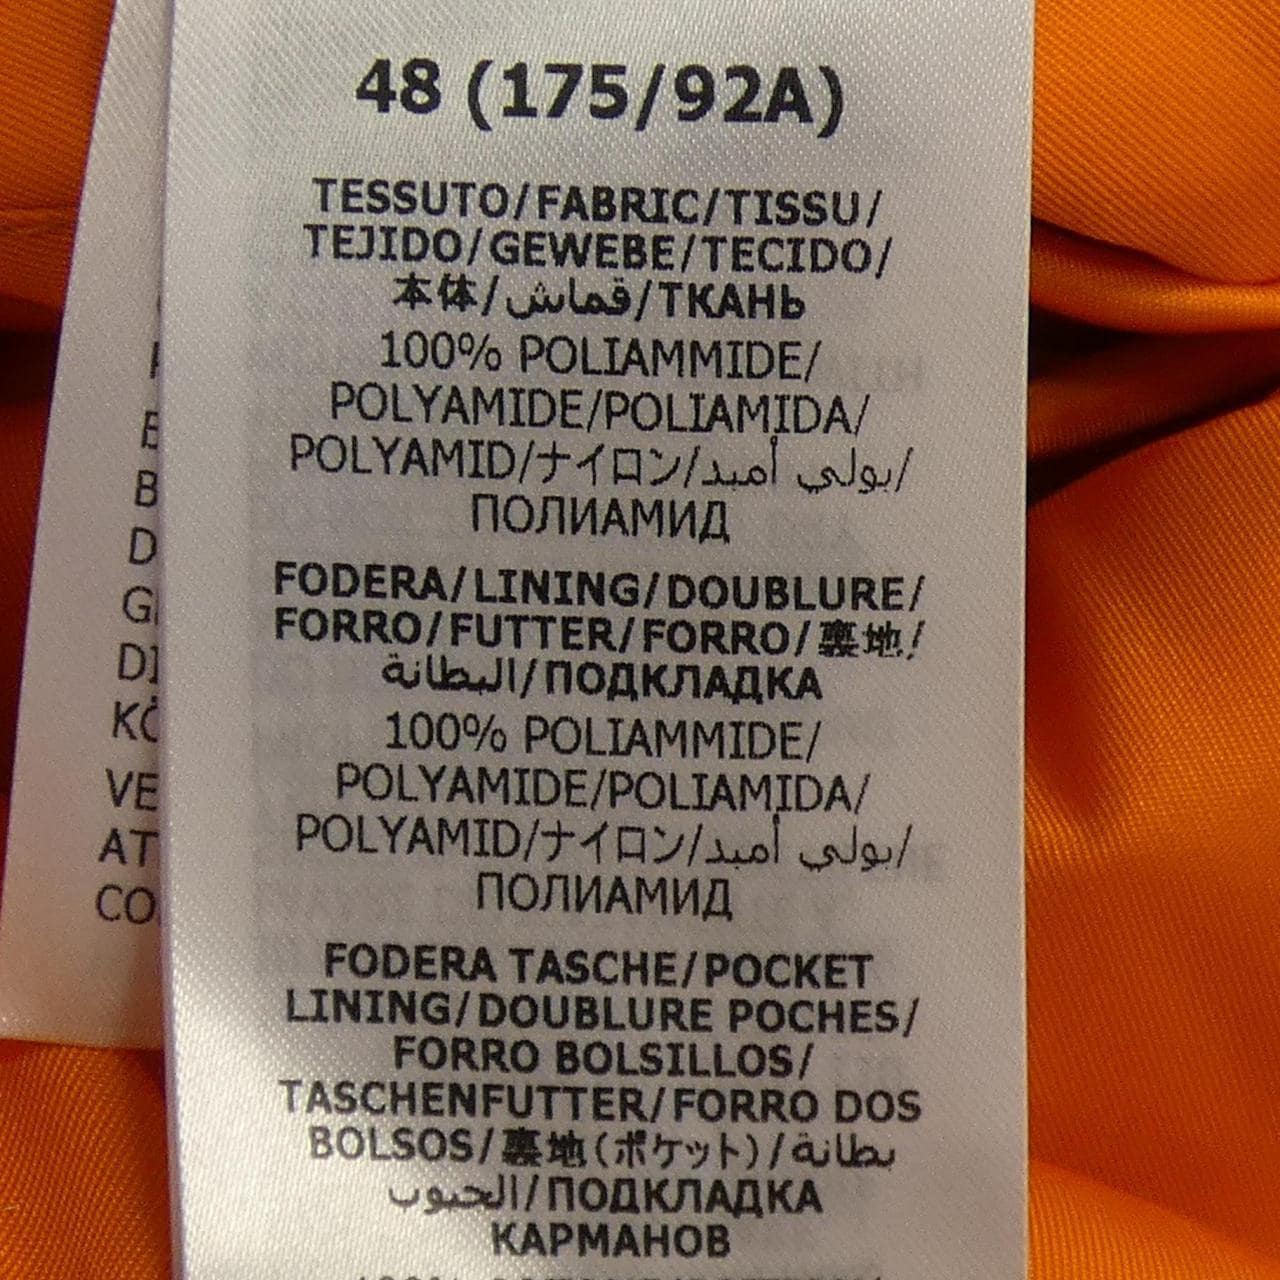 48 (175/92A)
TESSUTO/FABRIC/TISSU/
TEJIDO/GEWEBE/TECIDO/
本体/قماش/ТКАНЬ
100% POLIAMMIDE/
POLYAMIDE/POLIAMIDA/
POLYAMID/ナイロン/بولي أميد/
ПОЛИАМИД
FODERA/LINING/DOUBLURE/
FORRO/FUTTER/FORRO/裏地/
البطانة/ПОДКЛАДКА
100% POLIAMMIDE/
POLYAMIDE/POLIAMIDA/
POLYAMID/ナイロン/بولي أميد/
ПОЛИАМИД
FODERA TASCHE/POCKET
LINING/DOUBLURE POCHES/
FORRO BOLSILLOS/
TASCHENFUTTER/FORRO DOS
BOLSOS/裏地(ポケット)/بطانة
الجيوب/ПОДКЛАДКА
КАРМАНОВ